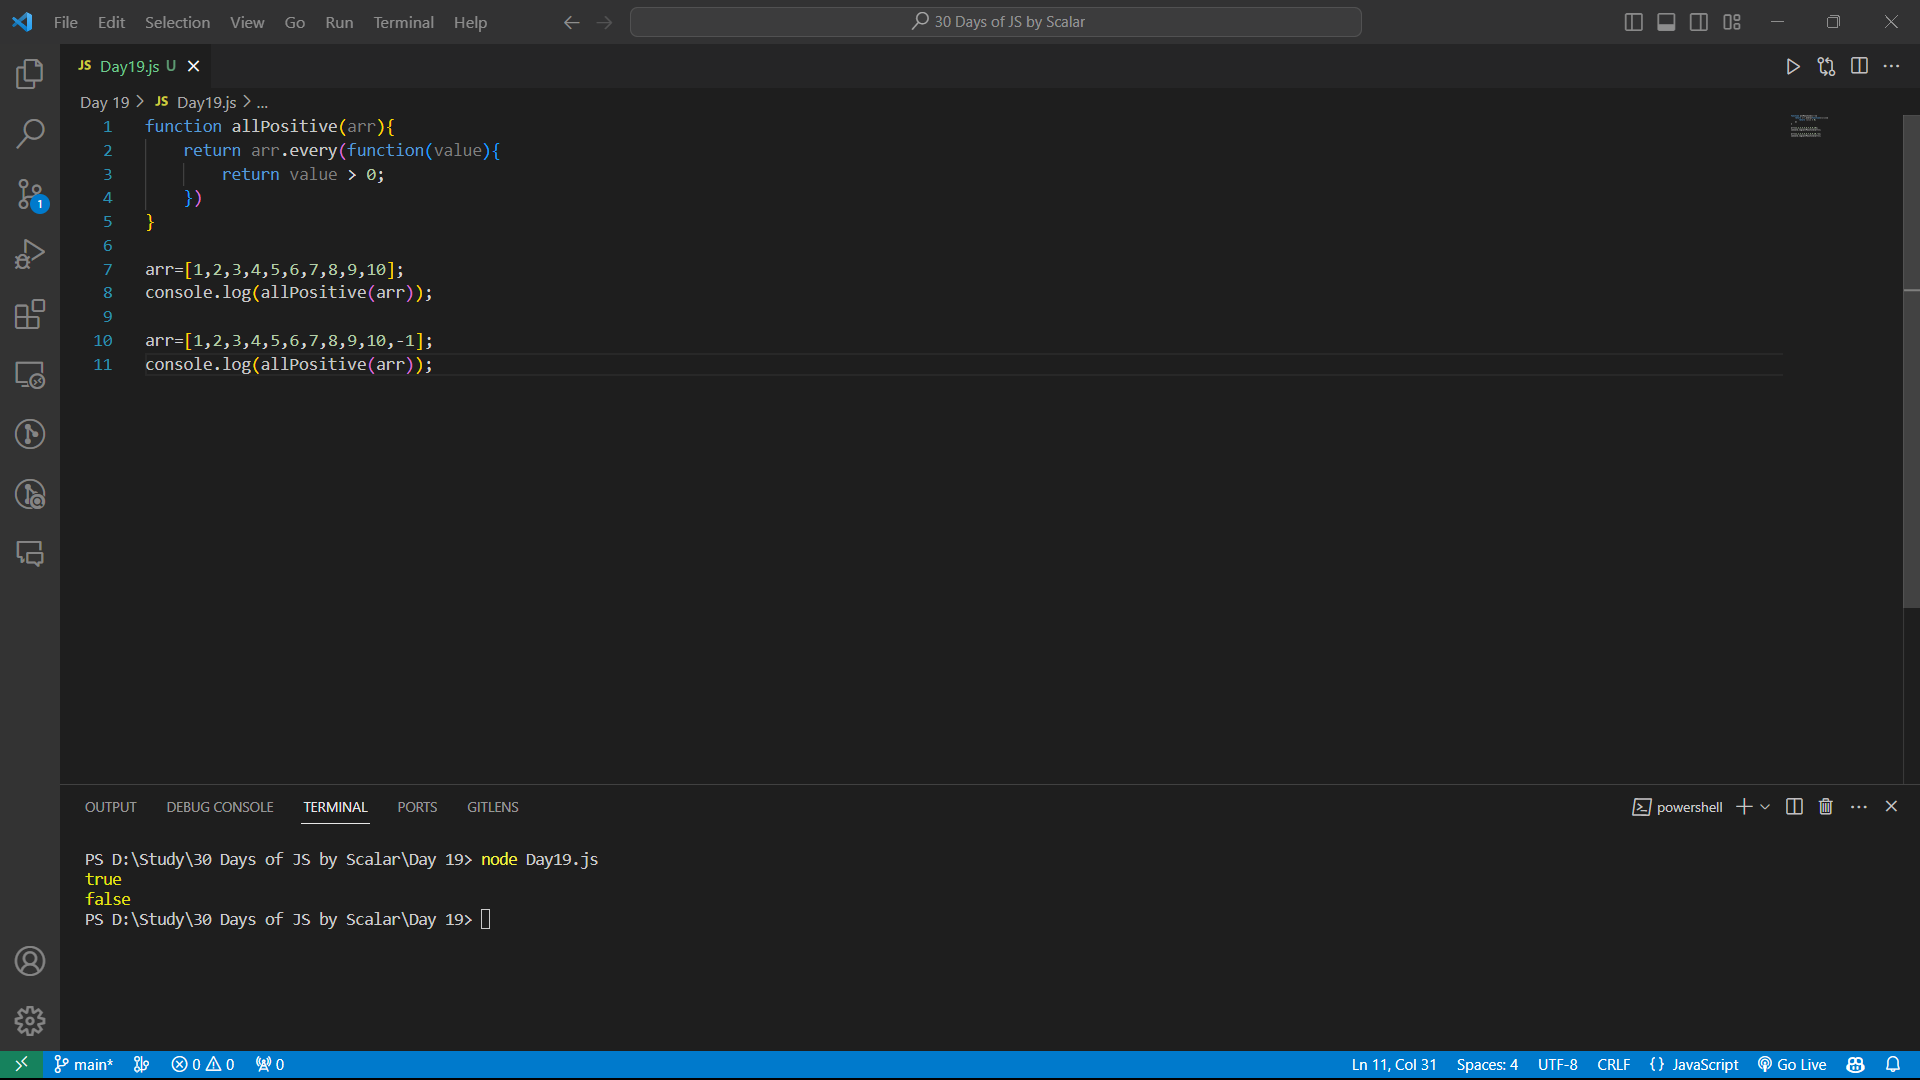 File Edit Selection View Go Run Terminal Help
30 Days of JS by Scalar
JS Day19.js U
Day 19 > JS Day19.js > ...
1 function allPositive(arr){
2     return arr.every(function(value){
3         return value > 0;
4     })
5 }
6
7 arr=[1,2,3,4,5,6,7,8,9,10];
8 console.log(allPositive(arr));
9
10 arr=[1,2,3,4,5,6,7,8,9,10,-1];
11 console.log(allPositive(arr));
1
OUTPUT DEBUG CONSOLE TERMINAL PORTS GITLENS
powershell
PS D:\Study\30 Days of JS by Scalar\Day 19> node Day19.js
true
false
PS D:\Study\30 Days of JS by Scalar\Day 19>
main* 0 0 0 Ln 11, Col 31 Spaces: 4 UTF-8 CRLF {} JavaScript Go Live